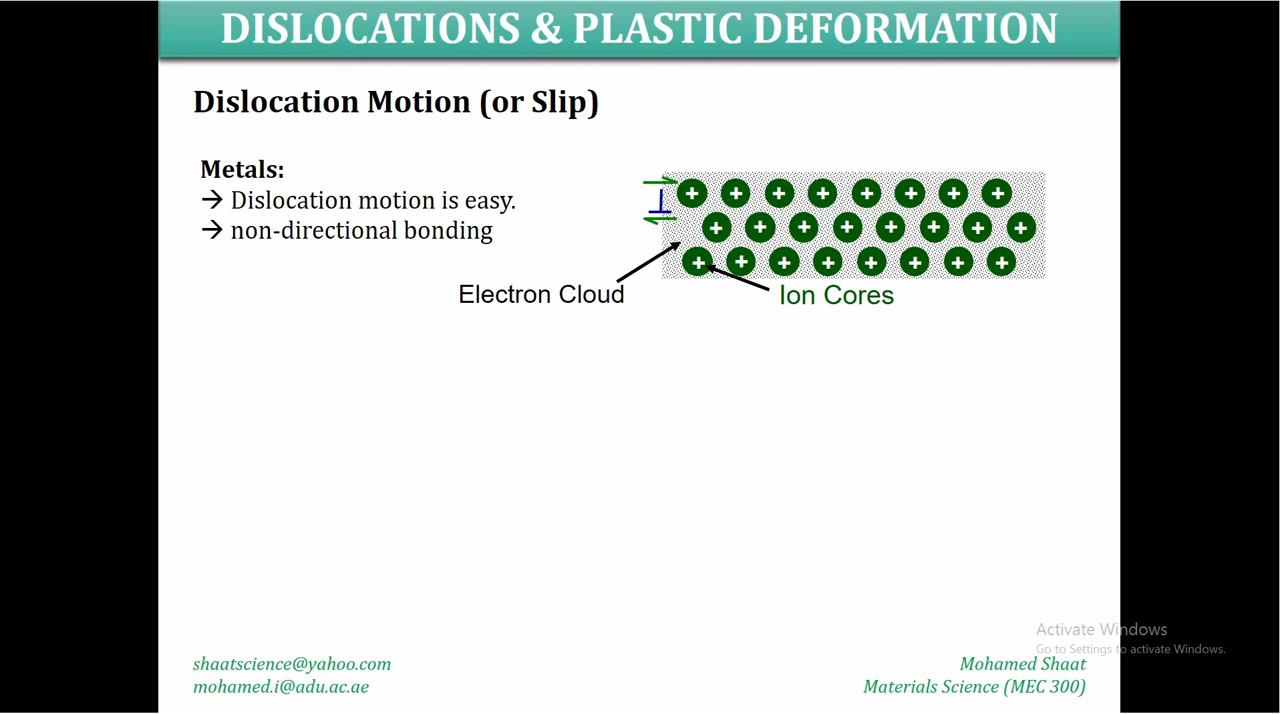 DISLOCATIONS & PLASTIC DEFORMATION
Dislocation Motion (or Slip)
Metals:
→ Dislocation motion is easy.
→ non-directional bonding
+ + + + + + + +
+ + + + + + + +
+ + + + + + + +
Electron Cloud
Ion Cores
Activate Windows
Go to Settings to activate Windows.
shaatscience@yahoo.com
mohamed.i@adu.ac.ae
Mohamed Shaat
Materials Science (MEC 300)